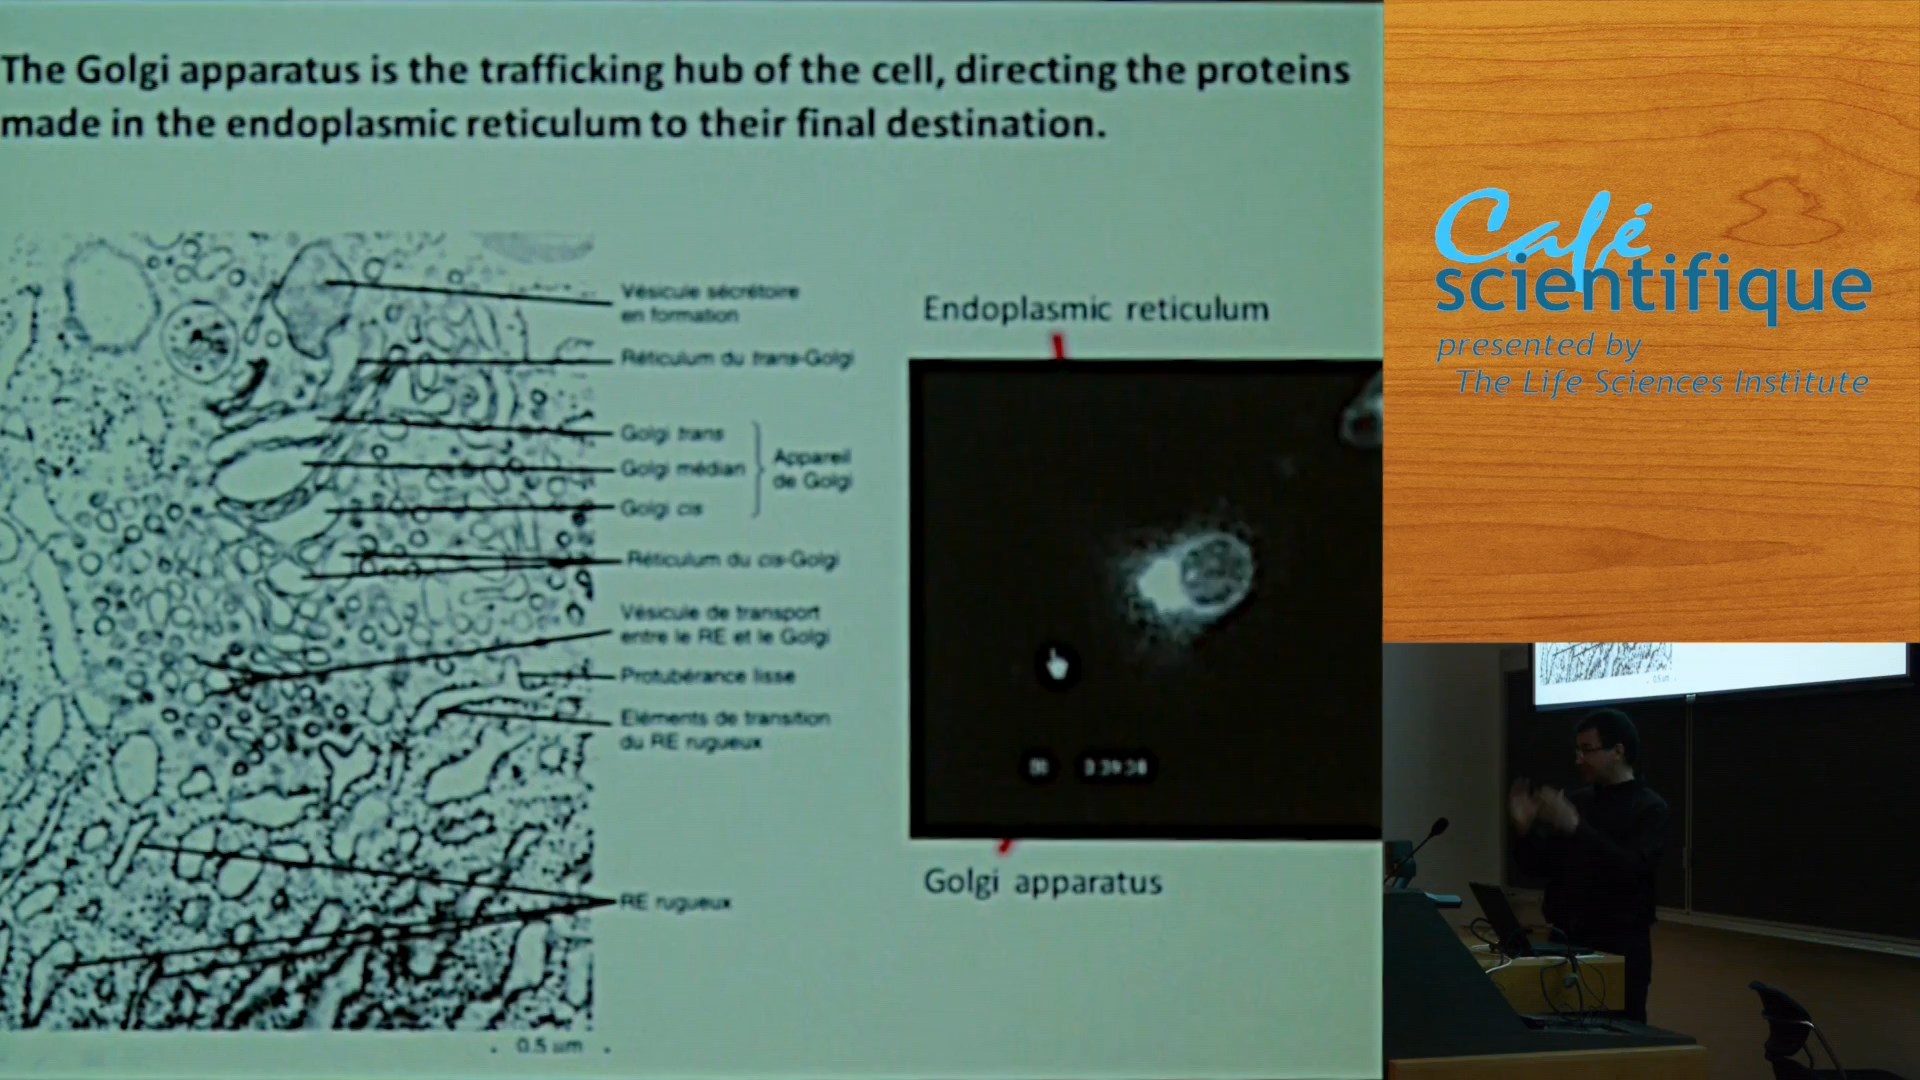 The Golgi apparatus is the trafficking hub of the cell, directing the proteins
made in the endoplasmic reticulum to their final destination.
Vésicule sécrétoire
en formation
Réticulum du trans-Golgi
Golgi trans
Golgi médian
Golgi cis
Appareil
de Golgi
Réticulum du cis-Golgi
Vésicule de transport
entre le RE et le Golgi
Protubérance lisse
Eléments de transition
du RE rugueux
RE rugueux
0.5 um
Endoplasmic reticulum
Golgi apparatus
Café
scientifique
presented by
The Life Sciences Institute